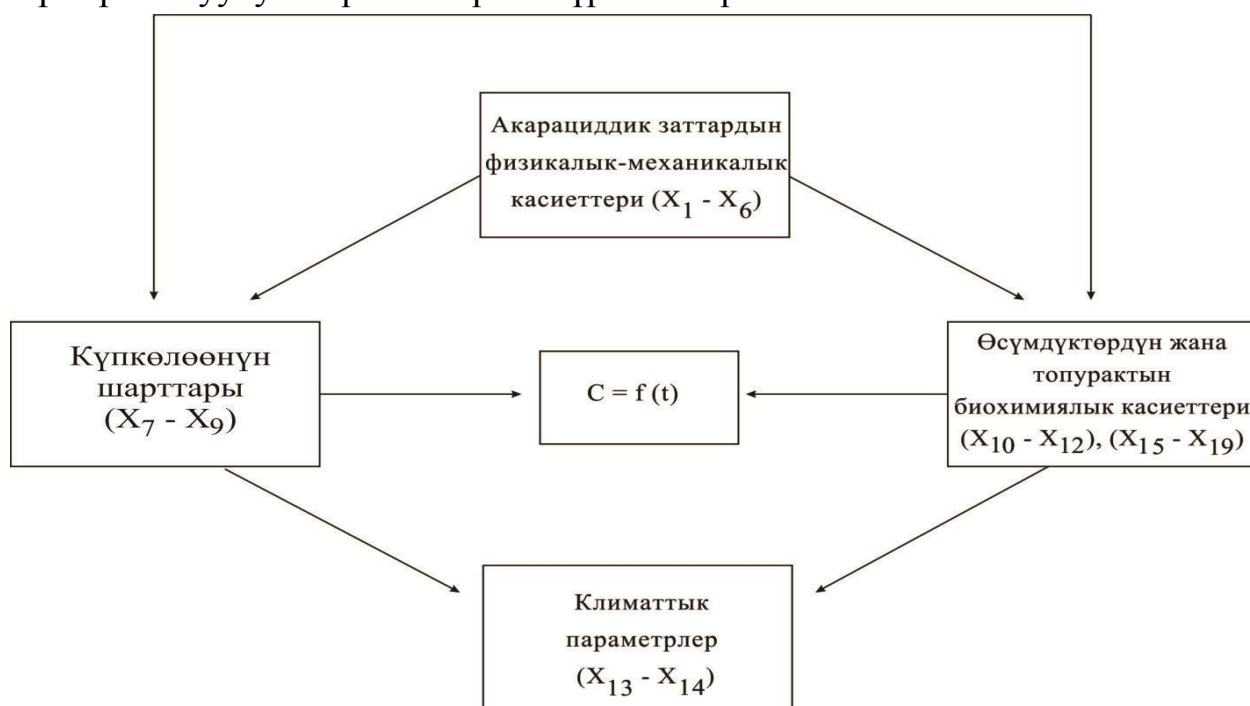 Акарациддик заттардын
физикалык-механикалык
касиеттери (X1 - X6)
Күпкөлөөнүн
шарттары
(X7 - X9)
C = f (t)
Өсүмдүктөрдүн жана
топурактын
биохимиялык касиеттери
(X10 - X12), (X15 - X19)
Климаттык
параметрлер
(X13 - X14)